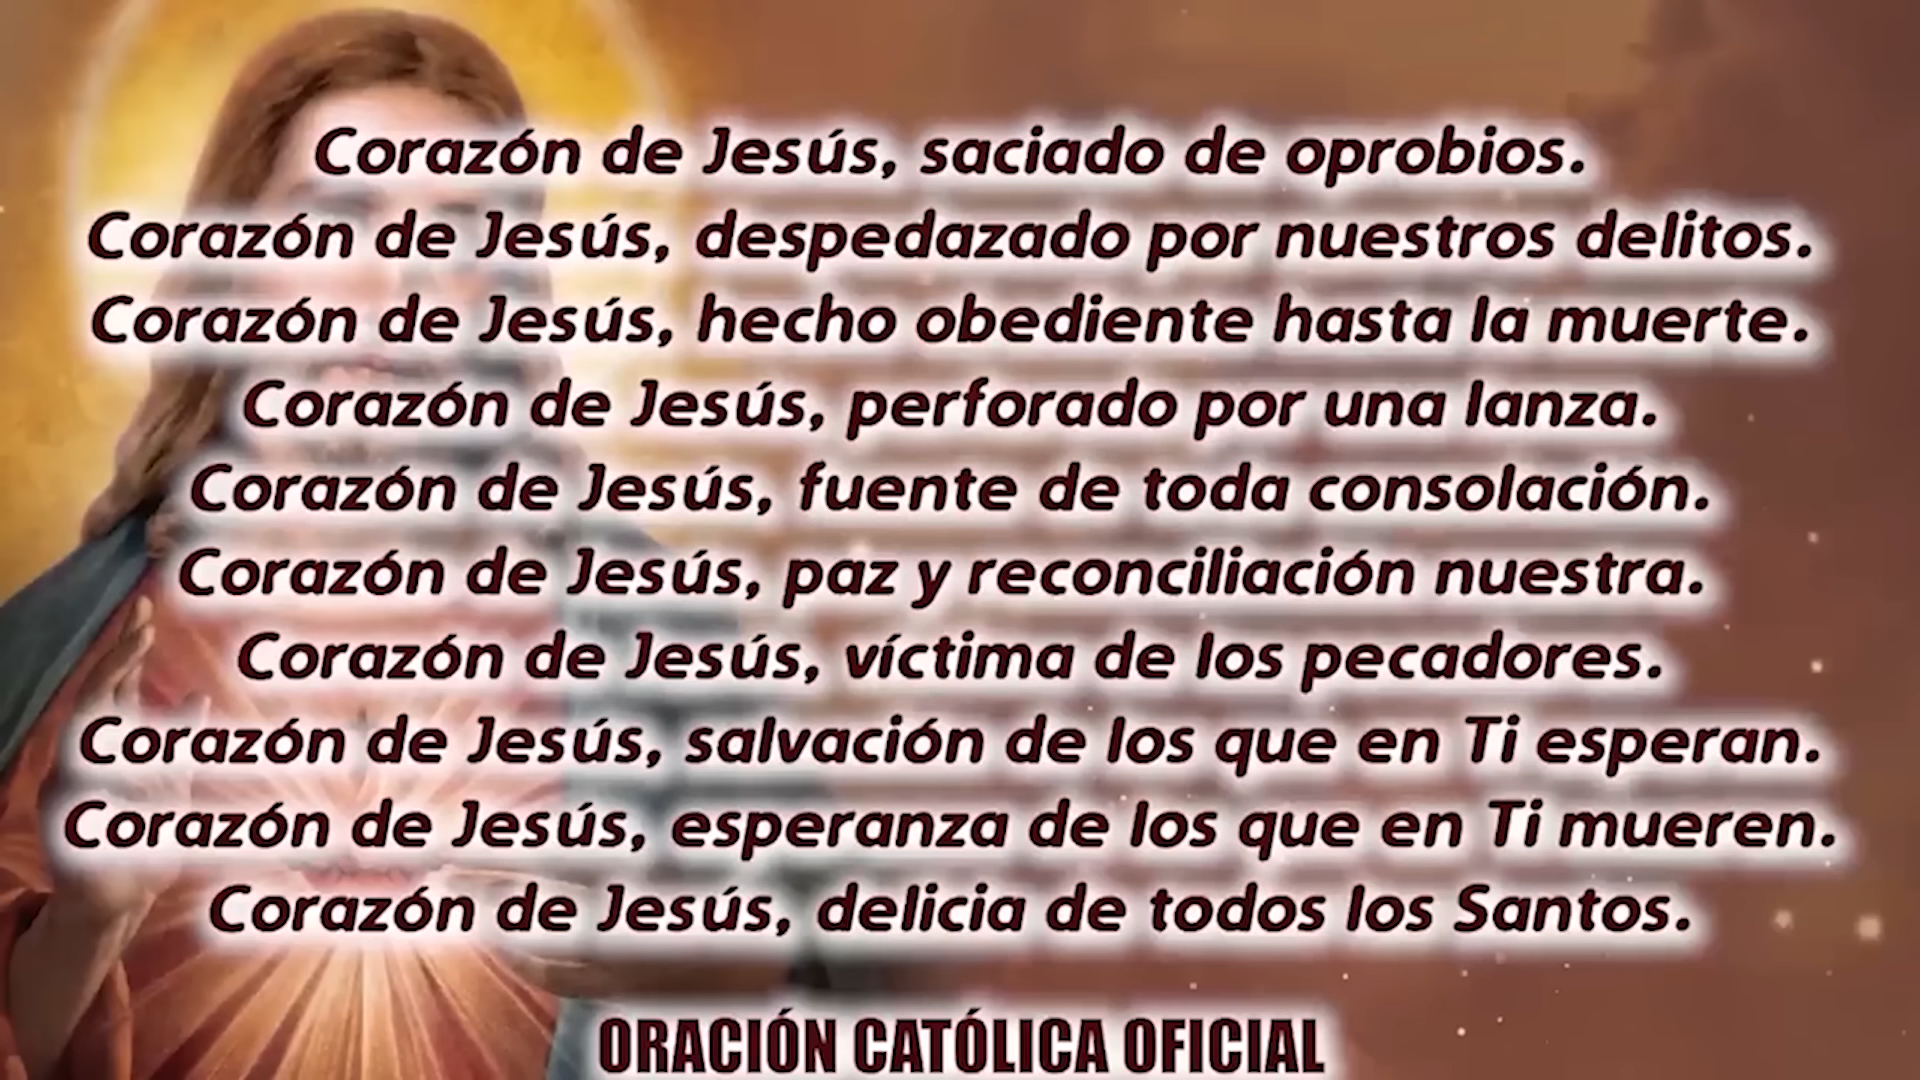 Corazón de Jesús, saciado de oprobios.
Corazón de Jesús, despedazado por nuestros delitos.
Corazón de Jesús, hecho obediente hasta la muerte.
Corazón de Jesús, perforado por una lanza.
Corazón de Jesús, fuente de toda consolación.
Corazón de Jesús, paz y reconciliación nuestra.
Corazón de Jesús, víctima de los pecadores.
Corazón de Jesús, salvación de los que en Ti esperan.
Corazón de Jesús, esperanza de los que en Ti mueren.
Corazón de Jesús, delicia de todos los Santos.
ORACIÓN CATÓLICA OFICIAL